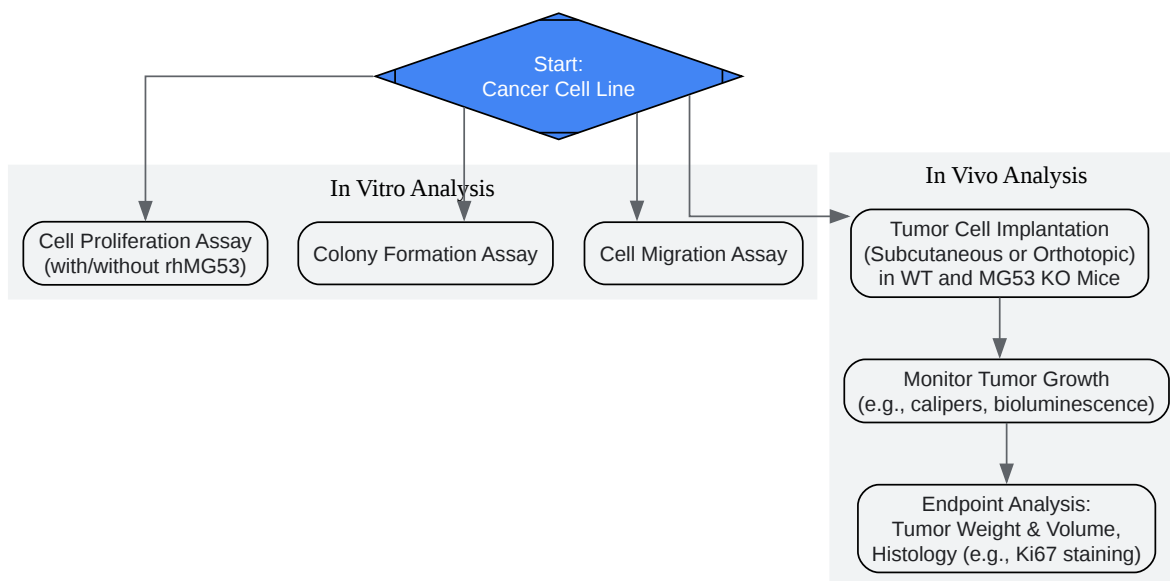 Start:
Cancer Cell Line
In Vitro Analysis
Cell Proliferation Assay
(with/without rhMG53)
Colony Formation Assay
Cell Migration Assay
In Vivo Analysis
Tumor Cell Implantation
(Subcutaneous or Orthotopic)
in WT and MG53 KO Mice
Monitor Tumor Growth
(e.g., calipers, bioluminescence)
Endpoint Analysis:
Tumor Weight & Volume,
Histology (e.g., Ki67 staining)